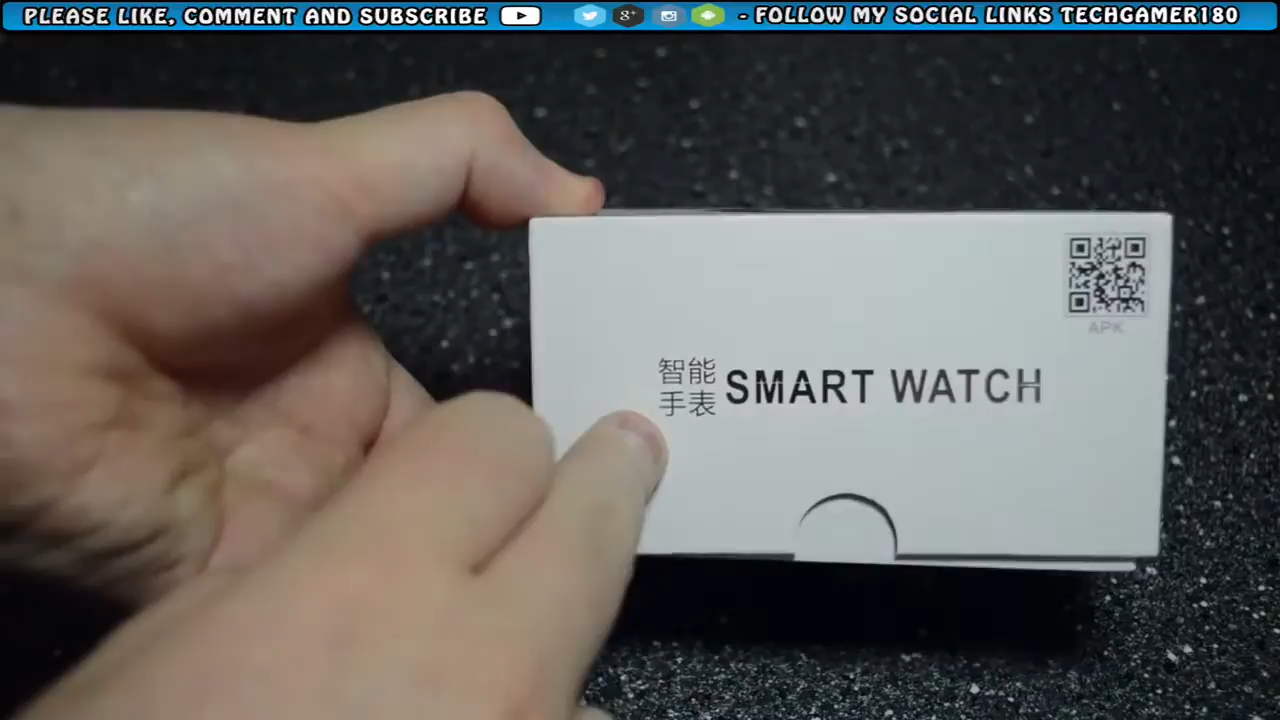 PLEASE LIKE, COMMENT AND SUBSCRIBE
- FOLLOW MY SOCIAL LINKS TECHGAMER180
APK
智能
手表
SMART WATCH